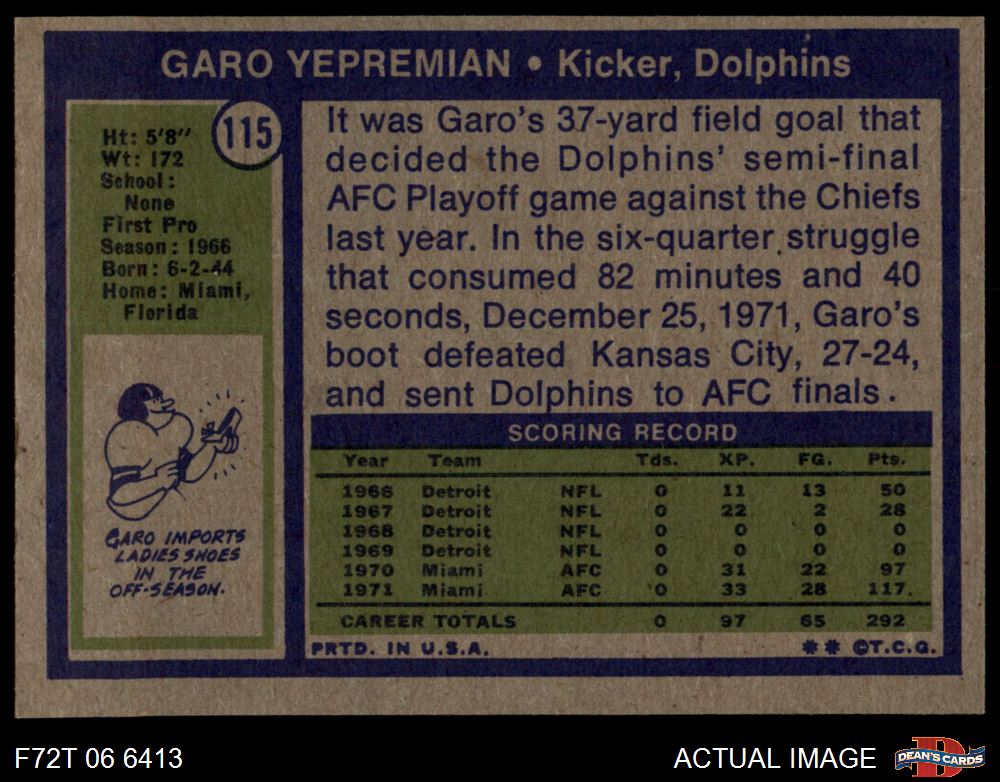 GARO YEPREMIAN • Kicker, Dolphins
115
Ht: 5'8''
Wt: 172
School:
None
First Pro
Season: 1966
Born: 6-2-44
Home: Miami,
Florida
GARO IMPORTS
LADIES SHOES
IN THE
OFF-SEASON.
It was Garo's 37-yard field goal that
decided the Dolphins' semi-final
AFC Playoff game against the Chiefs
last year. In the six-quarter struggle
that consumed 82 minutes and 40
seconds, December 25, 1971, Garo's
boot defeated Kansas City, 27-24,
and sent Dolphins to AFC finals.
SCORING RECORD
Year Team Tds. XP. FG. Pts.
1966 Detroit NFL 0 11 13 50
1967 Detroit NFL 0 22 2 28
1968 Detroit NFL 0 0 0 0
1969 Detroit NFL 0 0 0 0
1970 Miami AFC 0 31 22 97
1971 Miami AFC 0 33 28 117.
CAREER TOTALS 0 97 65 292
PRTD. IN U.S.A. ** ©T.C.G.
F72T 06 6413
ACTUAL IMAGE
D
DEAN'S CARDS